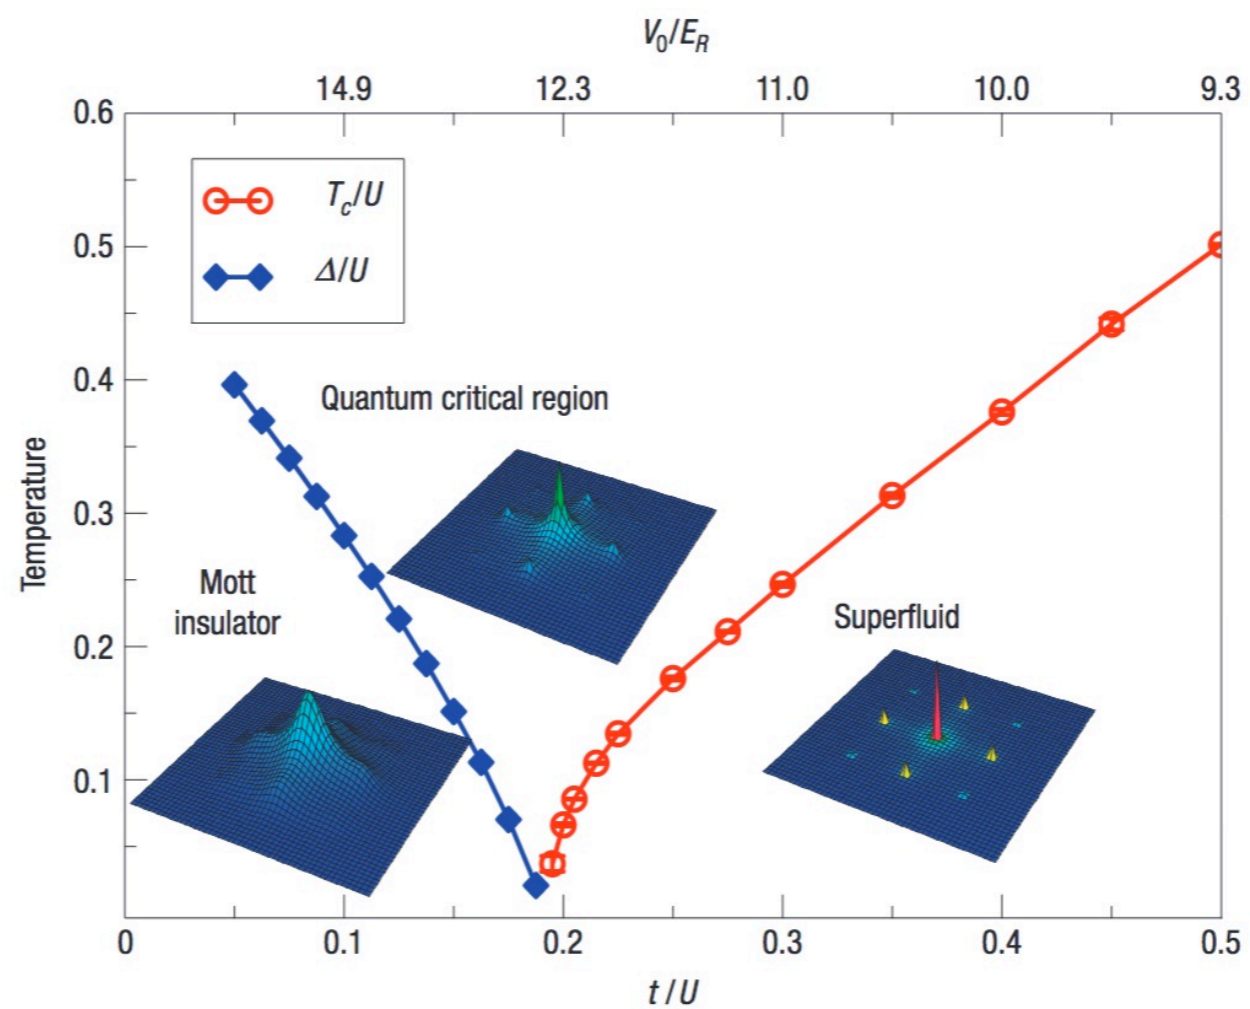 V₀/E_R
14.9 12.3 11.0 10.0 9.3
0.6
0.5
0.4
0.3
0.2
0.1
Temperature
T_c/U
Δ/U
Quantum critical region
Mott
insulator
Superfluid
0 0.1 0.2 0.3 0.4 0.5
t/U